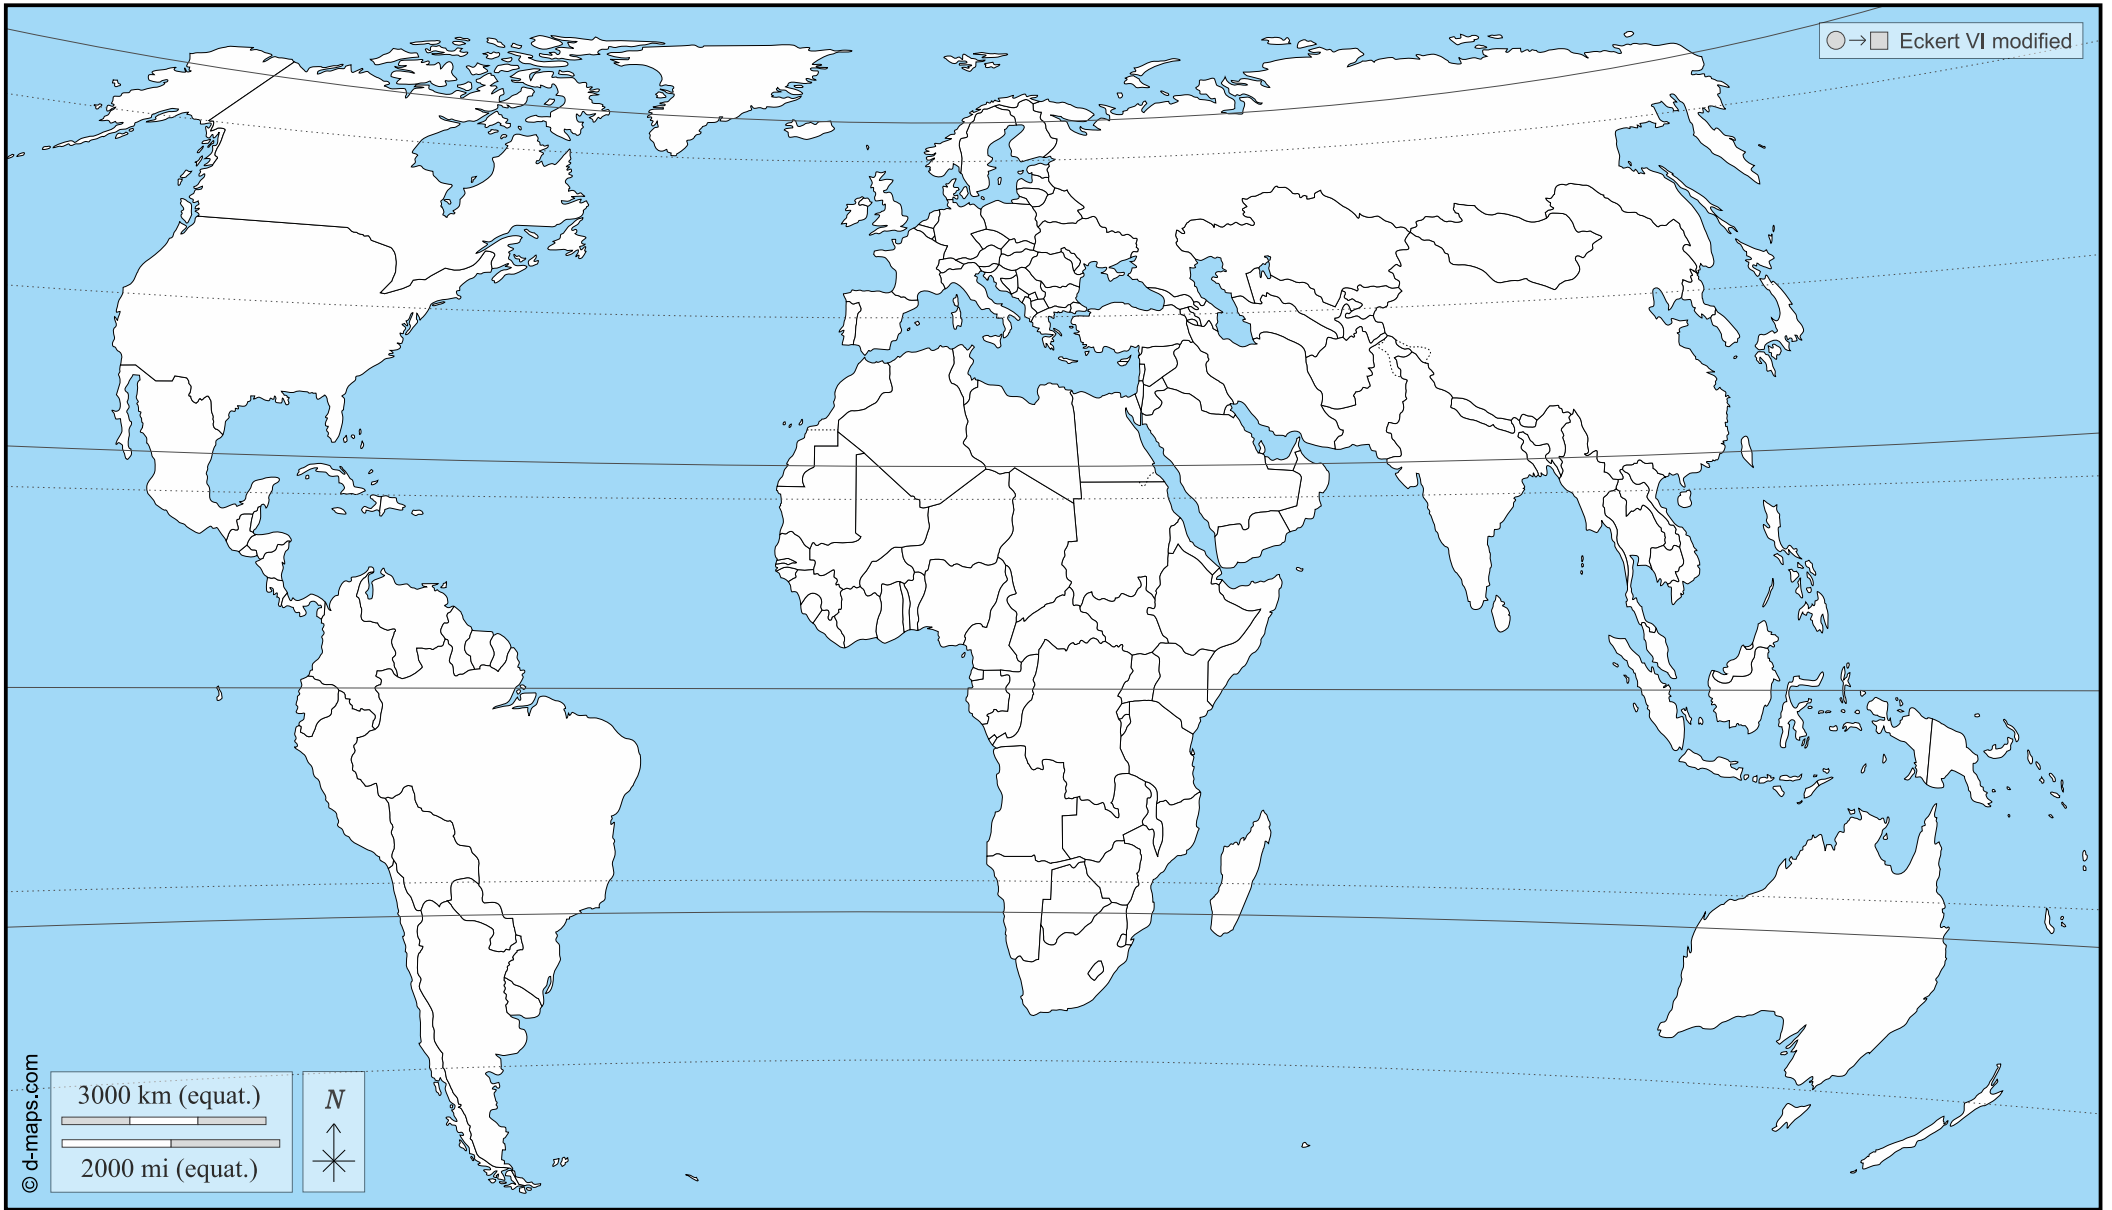 Eckert VI modified
© d-maps.com
3000 km (equat.)
2000 mi (equat.)
N